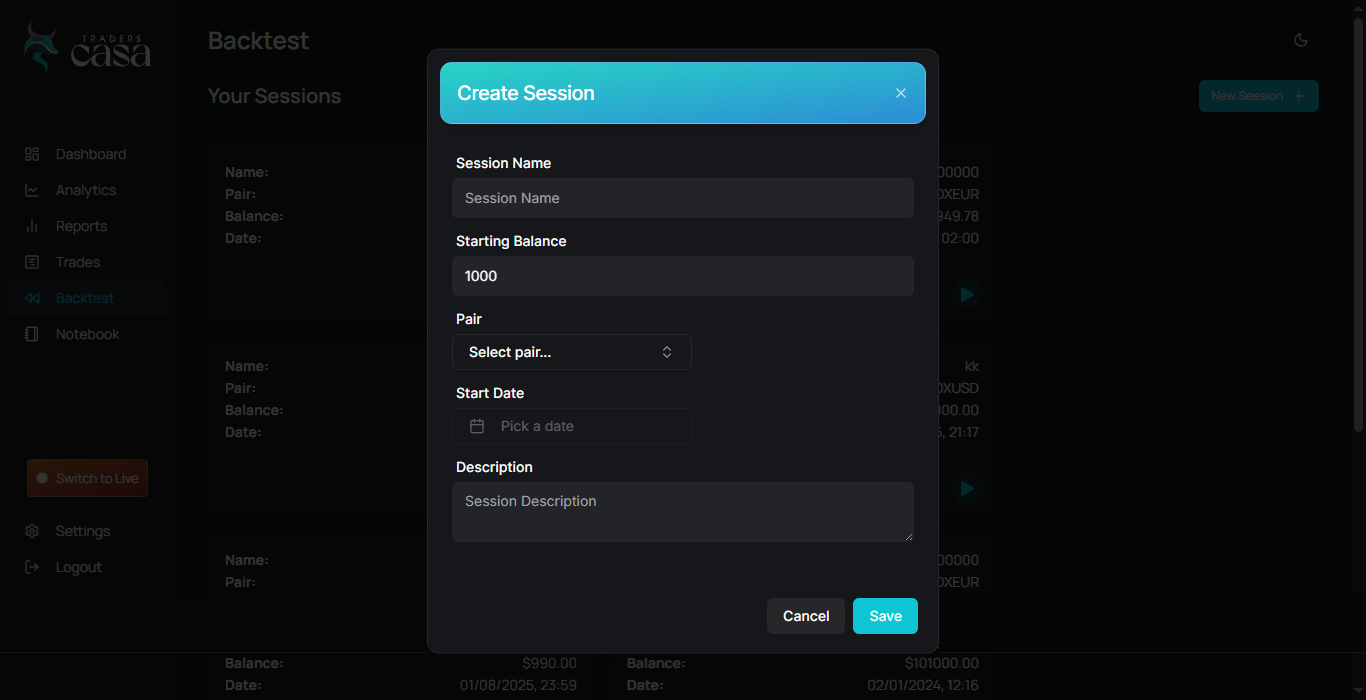 TRADERS
casa
Backtest
Your Sessions
New Session
Dashboard
Analytics
Reports
Trades
Backtest
Notebook
Switch to Live
Settings
Logout
Create Session
Session Name
Session Name
Starting Balance
1000
Pair
Select pair...
Start Date
Pick a date
Description
Session Description
Cancel
Save
Name:
Pair:
Balance:
Date:
XEUR
949.78
02:00
Name:
kk
Pair:
XUSD
Balance:
00.00
Date:
, 21:17
Name:
00000
Pair:
XEUR
Balance:
$990.00
Date:
01/08/2025, 23:59
Balance:
$101000.00
Date:
02/01/2024, 12:16